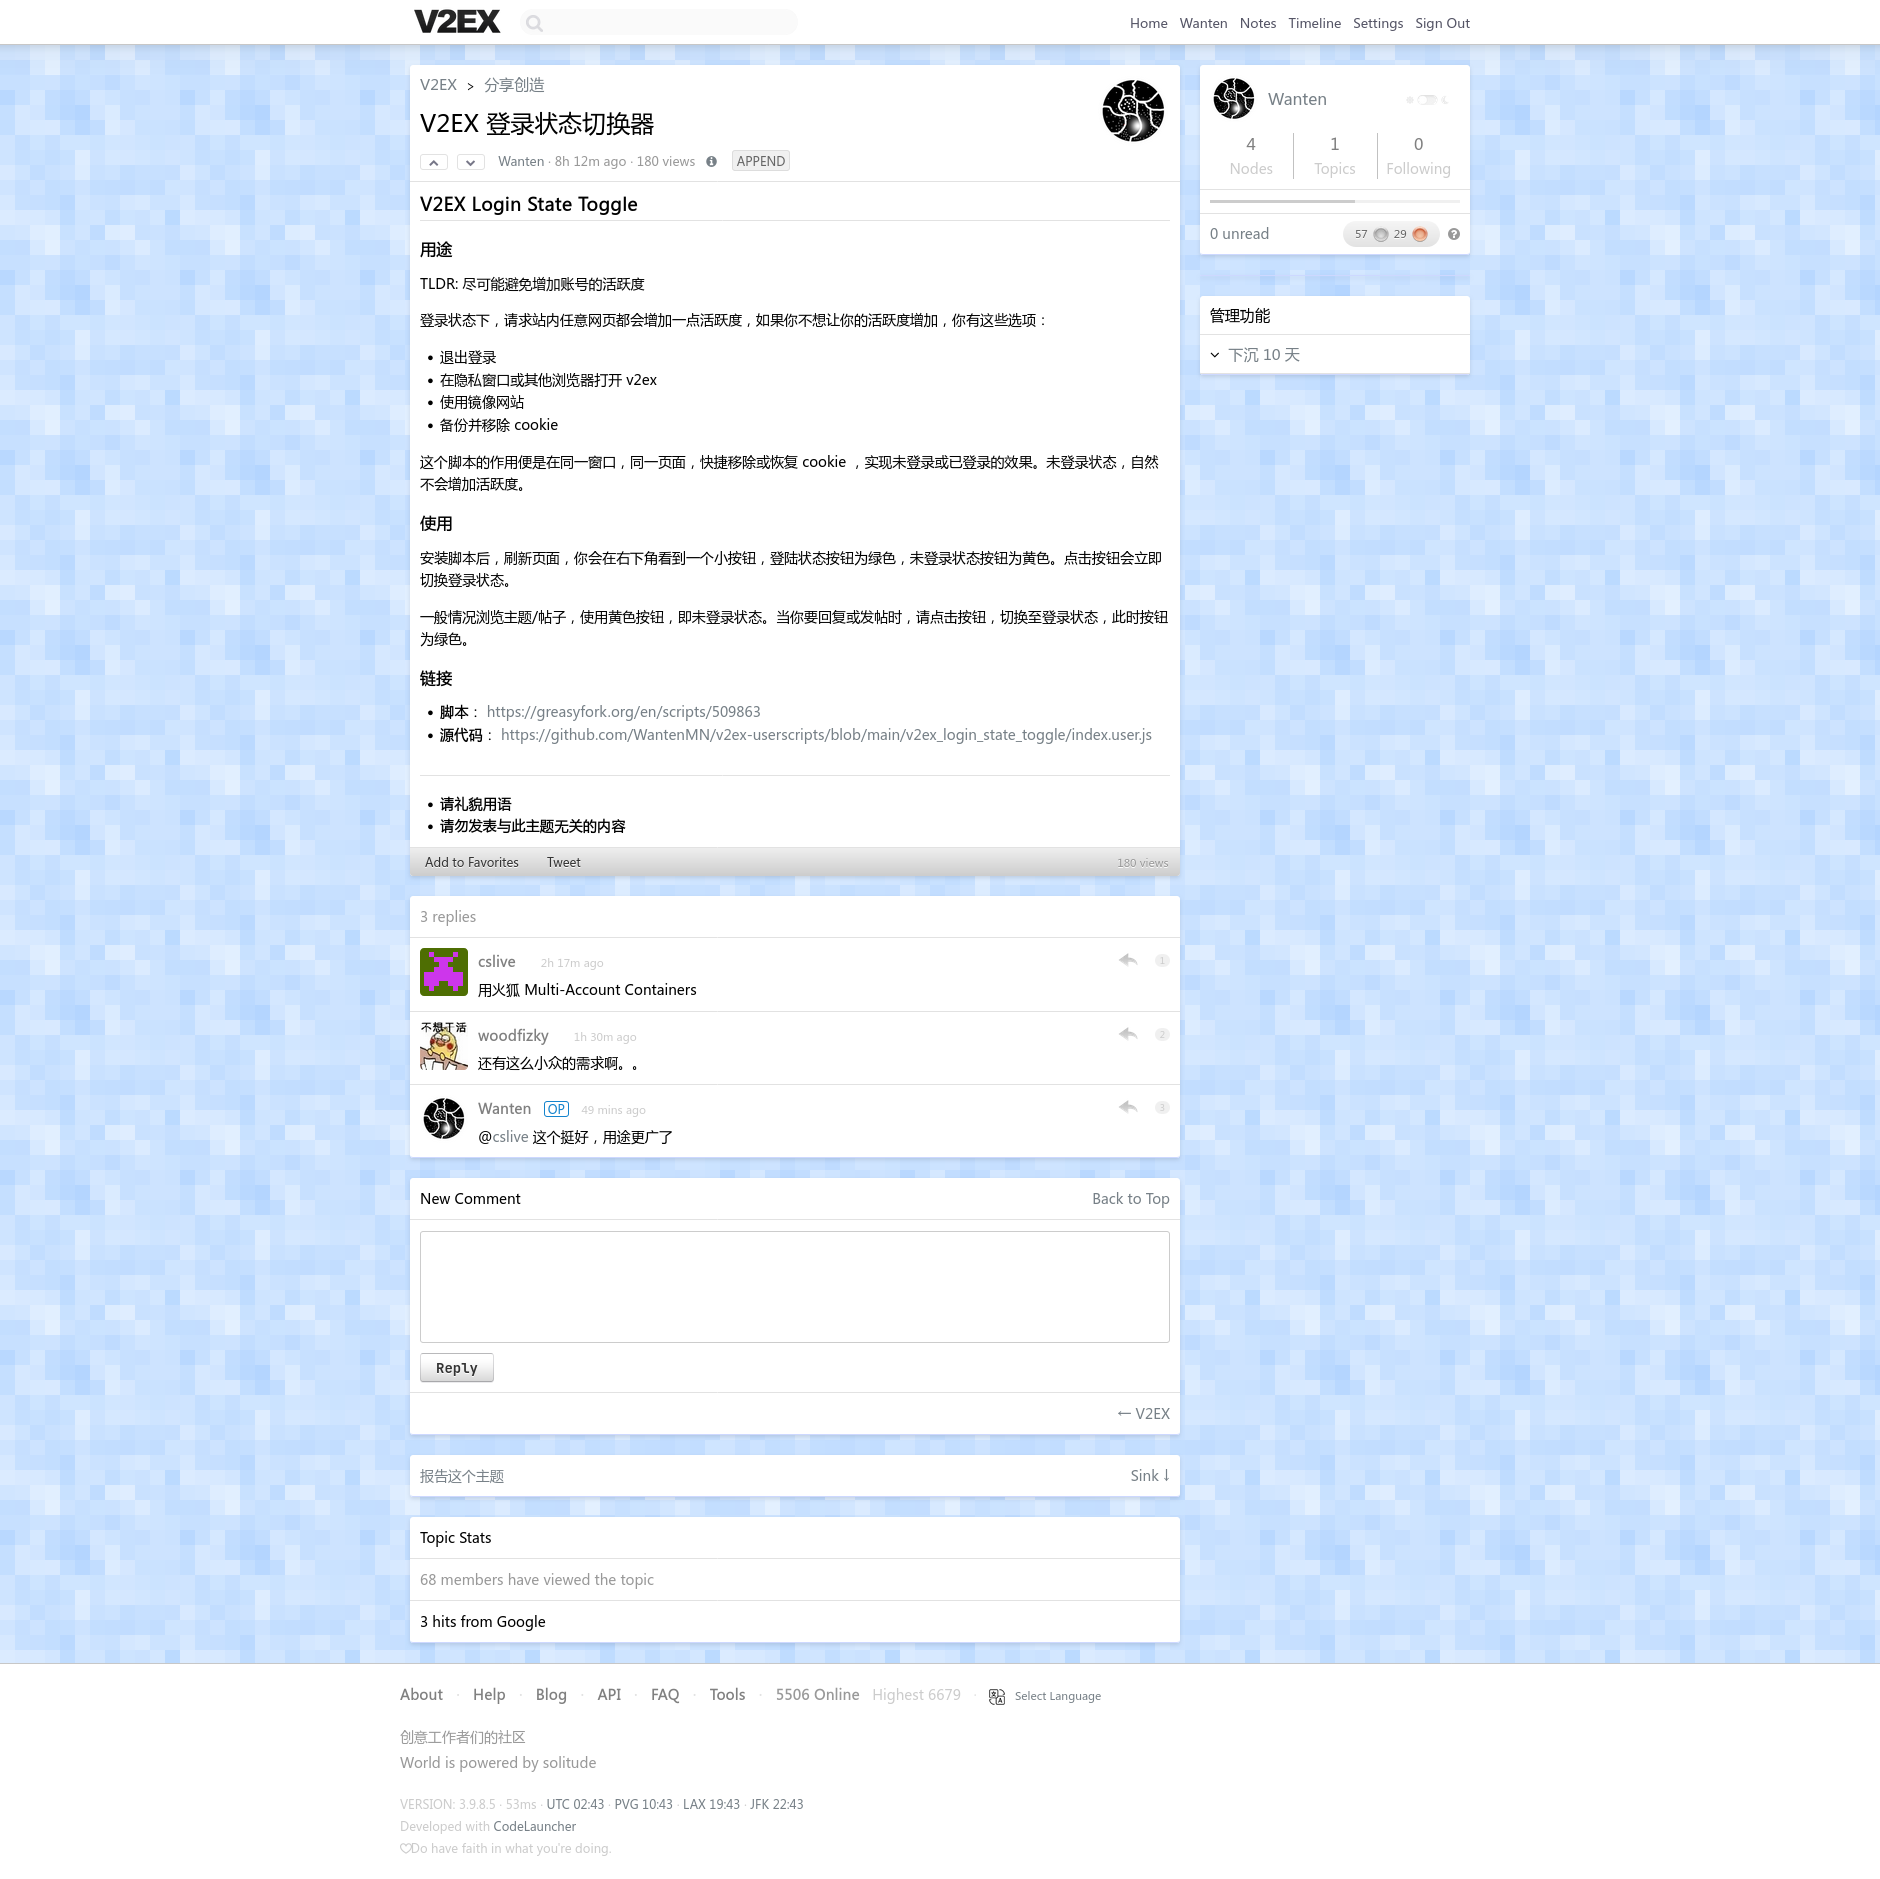 V2EX
Home Wanten Notes Timeline Settings Sign Out
V2EX > 分享创造
V2EX 登录状态切换器
Wanten · 8h 12m ago · 180 views APPEND
V2EX Login State Toggle
用途
TLDR: 尽可能避免增加账号的活跃度
登录状态下，请求站内任意网页都会增加一点活跃度，如果你不想让你的活跃度增加，你有这些选项：
• 退出登录
• 在隐私窗口或其他浏览器打开 v2ex
• 使用镜像网站
• 备份并移除 cookie
这个脚本的作用便是在同一窗口，同一页面，快捷移除或恢复 cookie ，实现未登录或已登录的效果。未登录状态，自然
不会增加活跃度。
使用
安装脚本后，刷新页面，你会在右下角看到一个小按钮，登陆状态按钮为绿色，未登录状态按钮为黄色。点击按钮会立即
切换登录状态。
一般情况浏览主题/帖子，使用黄色按钮，即未登录状态。当你要回复或发帖时，请点击按钮，切换至登录状态，此时按钮
为绿色。
链接
• 脚本： https://greasyfork.org/en/scripts/509863
• 源代码： https://github.com/WantenMN/v2ex-userscripts/blob/main/v2ex_login_state_toggle/index.user.js
• 请礼貌用语
• 请勿发表与此主题无关的内容
Add to Favorites Tweet 180 views
3 replies
cslive 2h 17m ago 1
用火狐 Multi-Account Containers
不想干活
woodfizky 1h 30m ago 2
还有这么小众的需求啊。。
Wanten OP 49 mins ago 3
@cslive 这个挺好，用途更广了
New Comment Back to Top
Reply
← V2EX
报告这个主题 Sink ↓
Topic Stats
68 members have viewed the topic
3 hits from Google
Wanten
4 1 0
Nodes Topics Following
0 unread 57 29
管理功能
下沉 10 天
About · Help · Blog · API · FAQ · Tools · 5506 Online Highest 6679 · Select Language
创意工作者们的社区
World is powered by solitude
VERSION: 3.9.8.5 · 53ms · UTC 02:43 · PVG 10:43 · LAX 19:43 · JFK 22:43
Developed with CodeLauncher
♡Do have faith in what you're doing.